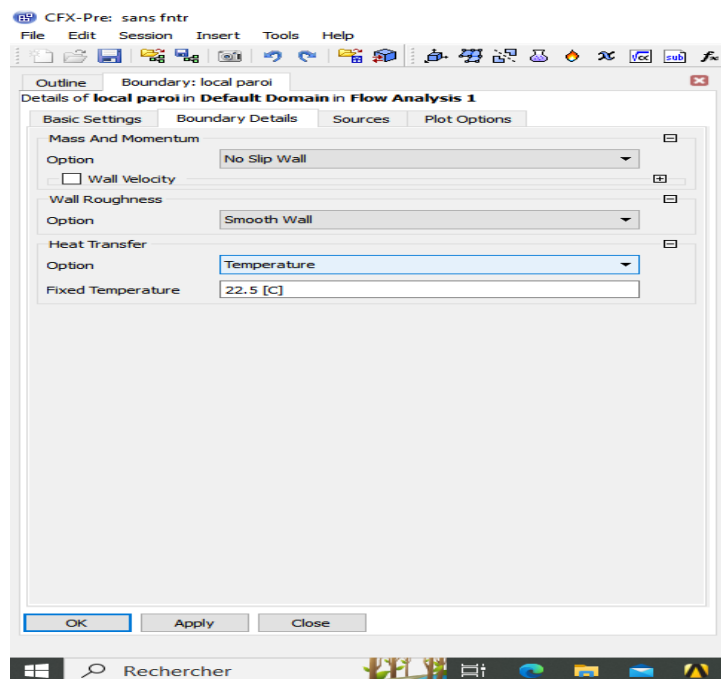 CFX-Pre: sans fntr
File Edit Session Insert Tools Help
√cc sub f
Outline Boundary: local paroi
Details of local paroi in Default Domain in Flow Analysis 1
Basic Settings Boundary Details Sources Plot Options
Mass And Momentum
Option No Slip Wall
Wall Velocity
Wall Roughness
Option Smooth Wall
Heat Transfer
Option Temperature
Fixed Temperature 22.5 [C]
OK Apply Close
Rechercher